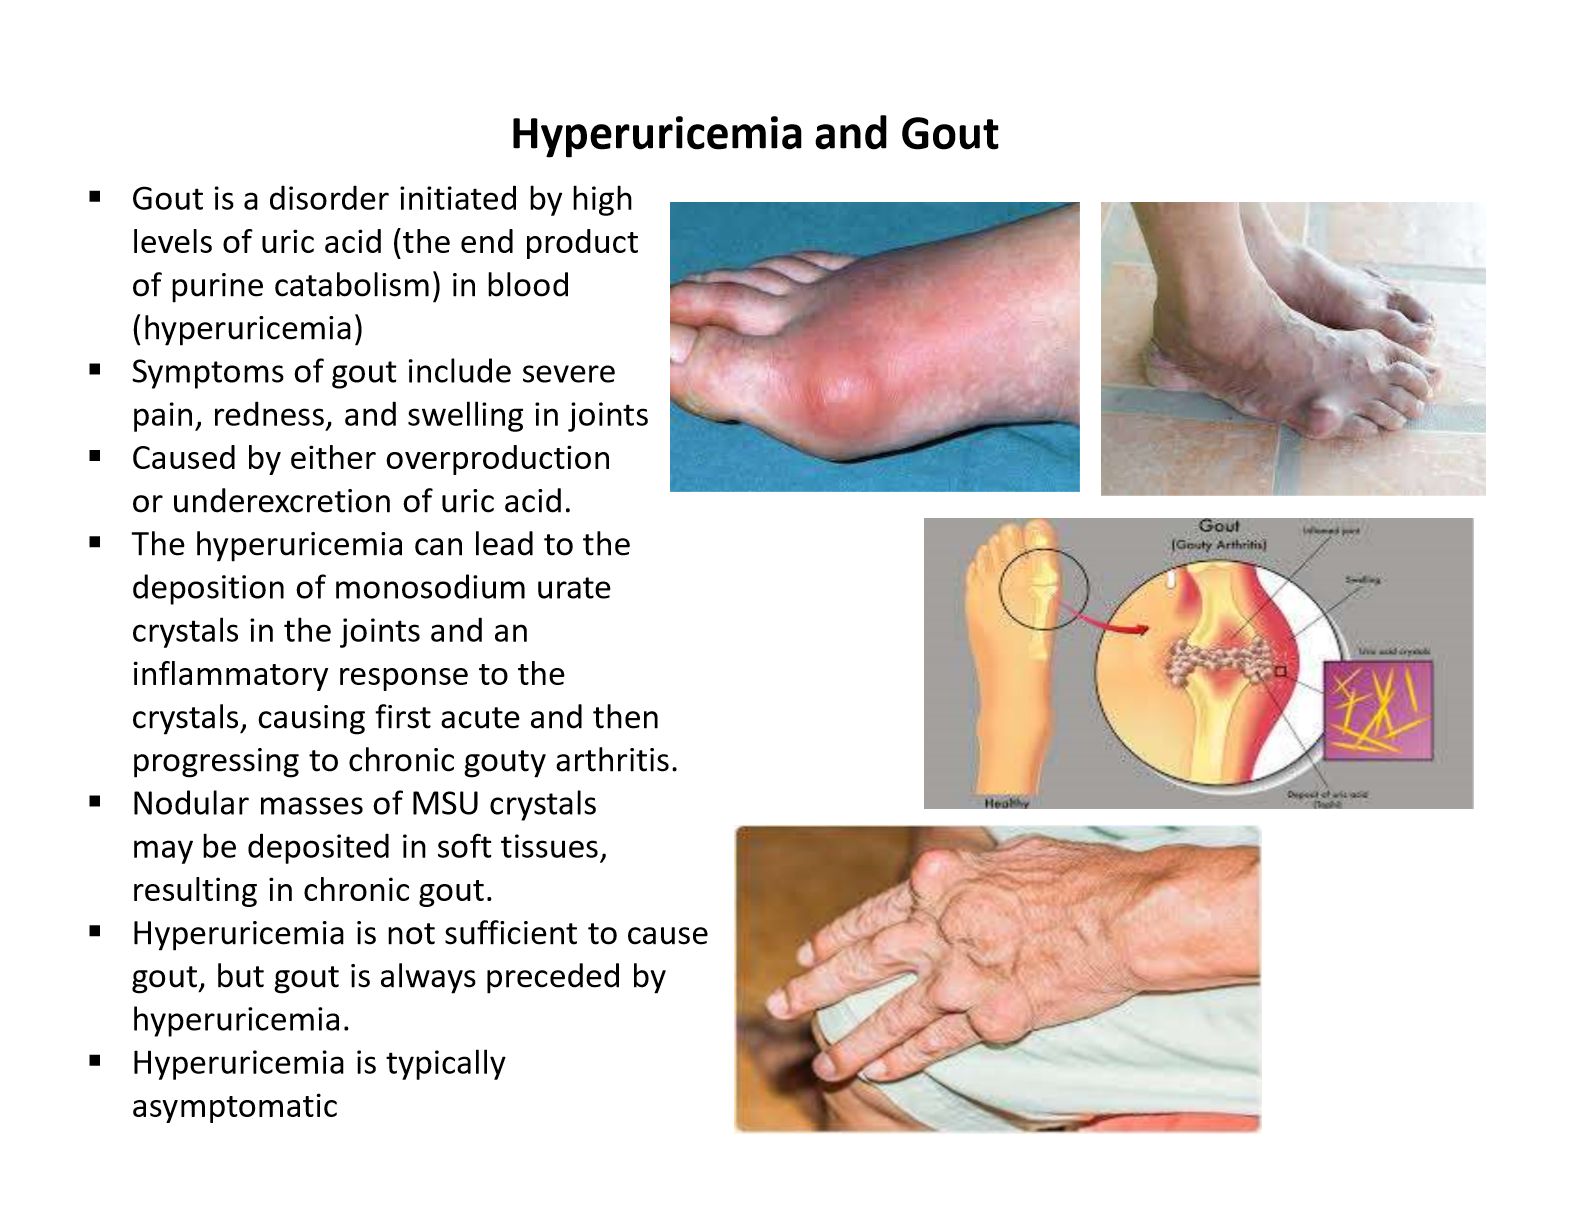 Hyperuricemia and Gout
▪ Gout is a disorder initiated by high
levels of uric acid (the end product
of purine catabolism) in blood
(hyperuricemia)
▪ Symptoms of gout include severe
pain, redness, and swelling in joints
▪ Caused by either overproduction
or underexcretion of uric acid.
▪ The hyperuricemia can lead to the
deposition of monosodium urate
crystals in the joints and an
inflammatory response to the
crystals, causing first acute and then
progressing to chronic gouty arthritis.
▪ Nodular masses of MSU crystals
may be deposited in soft tissues,
resulting in chronic gout.
▪ Hyperuricemia is not sufficient to cause
gout, but gout is always preceded by
hyperuricemia.
▪ Hyperuricemia is typically
asymptomatic
Gout
(Gouty Arthritis)
Inflamed joint
Swelling
Uric acid crystals
Deposit of uric acid
(Tophi)
Healthy